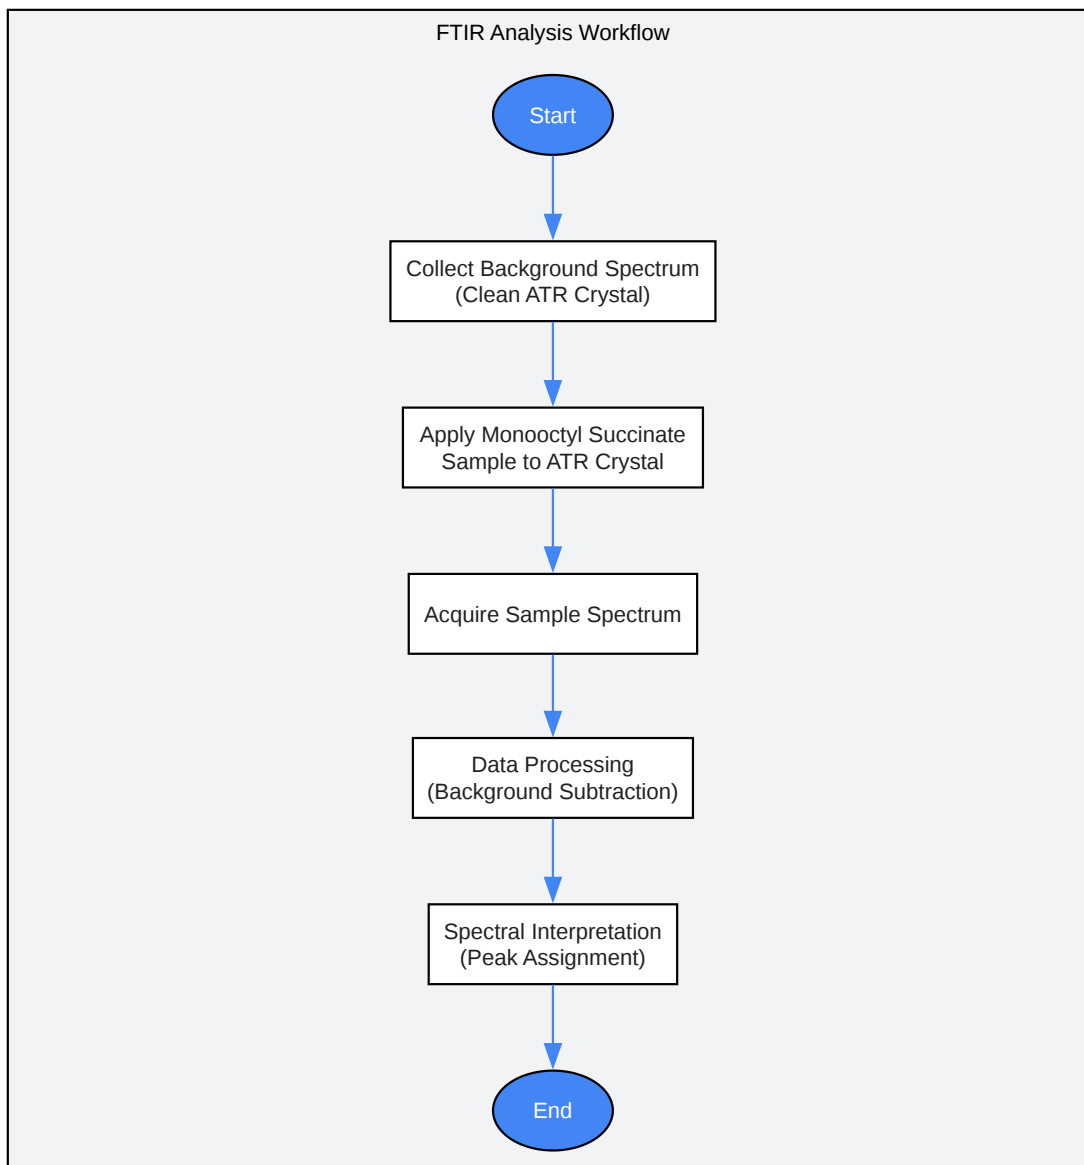 FTIR Analysis Workflow
Start
Collect Background Spectrum
(Clean ATR Crystal)
Apply Monooctyl Succinate
Sample to ATR Crystal
Acquire Sample Spectrum
Data Processing
(Background Subtraction)
Spectral Interpretation
(Peak Assignment)
End